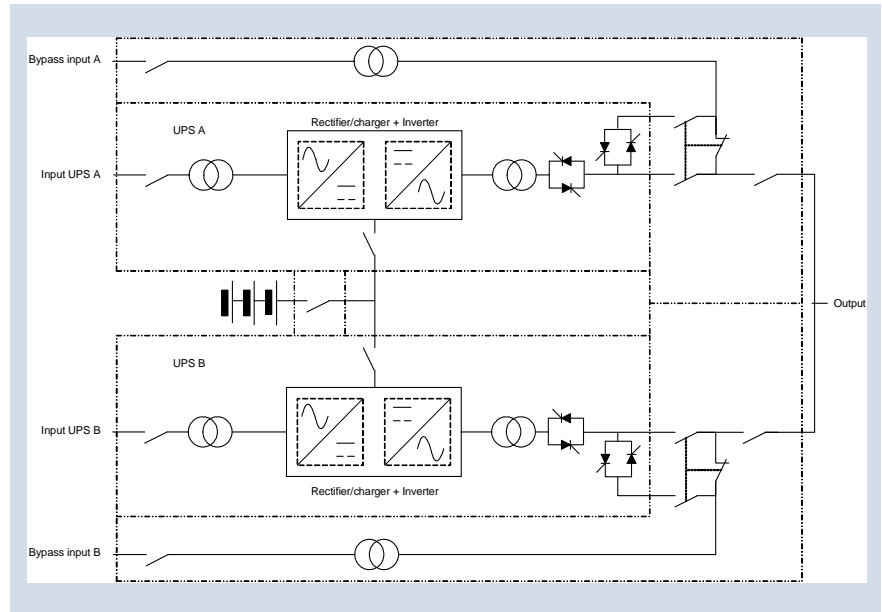 Bypass input A
Rectifier/charger + Inverter
UPS A
Input UPS A
Output
UPS B
Input UPS B
Rectifier/charger + Inverter
Bypass input B